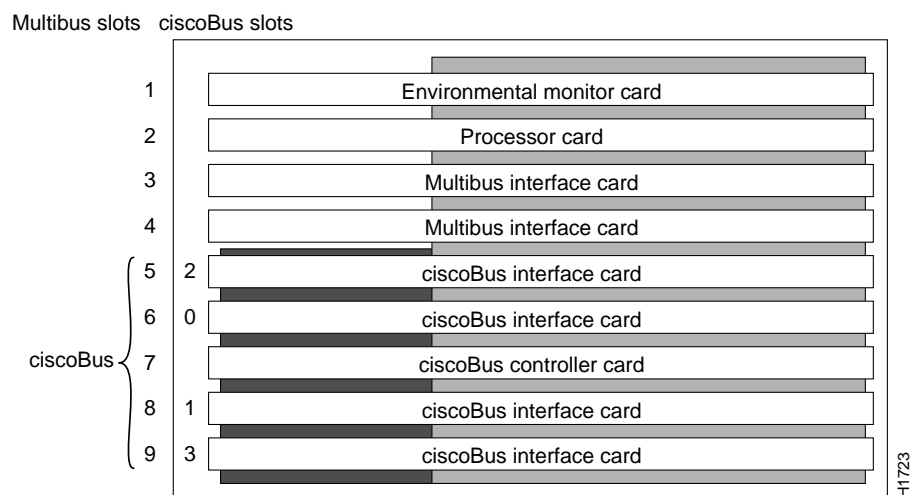 Multibus slots ciscoBus slots
1 Environmental monitor card
2 Processor card
3 Multibus interface card
4 Multibus interface card
5 2 ciscoBus interface card
6 0 ciscoBus interface card
ciscoBus 7 ciscoBus controller card
8 1 ciscoBus interface card
9 3 ciscoBus interface card
H1723